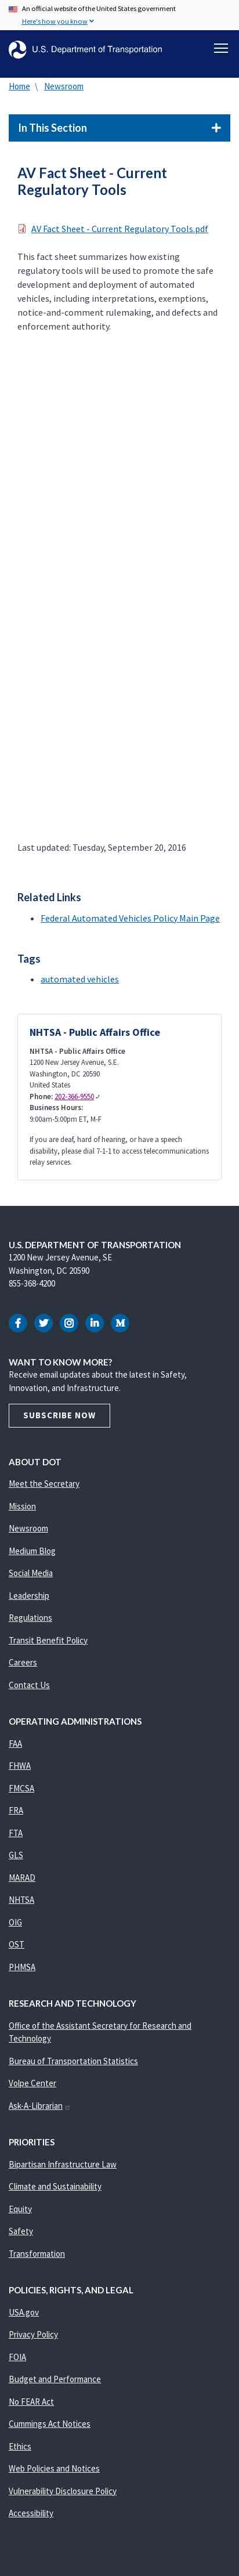 An official website of the United States government
Here's how you know
U.S. Department of Transportation
Home \ Newsroom
In This Section
AV Fact Sheet - Current
Regulatory Tools
AV Fact Sheet - Current Regulatory Tools.pdf
This fact sheet summarizes how existing
regulatory tools will be used to promote the safe
development and deployment of automated
vehicles, including interpretations, exemptions,
notice-and-comment rulemaking, and defects and
enforcement authority.
Last updated: Tuesday, September 20, 2016
Related Links
Federal Automated Vehicles Policy Main Page
Tags
automated vehicles
NHTSA - Public Affairs Office
NHTSA - Public Affairs Office
1200 New Jersey Avenue, S.E.
Washington, DC 20590
United States
Phone: 202-366-9550
Business Hours:
9:00am-5:00pm ET, M-F
If you are deaf, hard of hearing, or have a speech
disability, please dial 7-1-1 to access telecommunications
relay services.
U.S. DEPARTMENT OF TRANSPORTATION
1200 New Jersey Avenue, SE
Washington, DC 20590
855-368-4200
WANT TO KNOW MORE?
Receive email updates about the latest in Safety,
Innovation, and Infrastructure.
SUBSCRIBE NOW
ABOUT DOT
Meet the Secretary
Mission
Newsroom
Medium Blog
Social Media
Leadership
Regulations
Transit Benefit Policy
Careers
Contact Us
OPERATING ADMINISTRATIONS
FAA
FHWA
FMCSA
FRA
FTA
GLS
MARAD
NHTSA
OIG
OST
PHMSA
RESEARCH AND TECHNOLOGY
Office of the Assistant Secretary for Research and
Technology
Bureau of Transportation Statistics
Volpe Center
Ask-A-Librarian
PRIORITIES
Bipartisan Infrastructure Law
Climate and Sustainability
Equity
Safety
Transformation
POLICIES, RIGHTS, AND LEGAL
USA.gov
Privacy Policy
FOIA
Budget and Performance
No FEAR Act
Cummings Act Notices
Ethics
Web Policies and Notices
Vulnerability Disclosure Policy
Accessibility